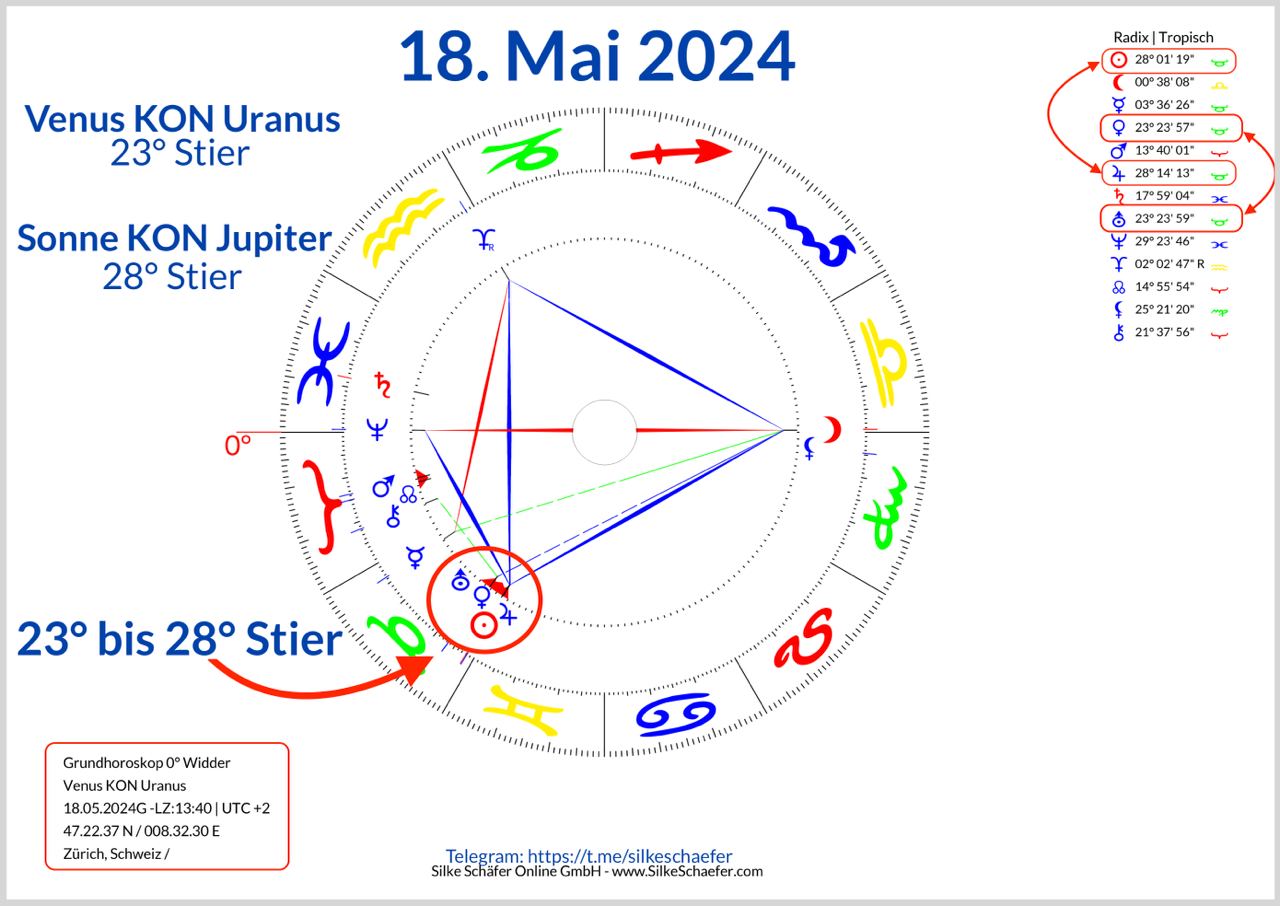 18. Mai 2024
Venus KON Uranus
23° Stier
Sonne KON Jupiter
28° Stier
Radix | Tropisch
28° 01' 19"
00° 38' 08"
03° 36' 26"
23° 23' 57"
13° 40' 01"
28° 14' 13"
17° 59' 04"
23° 23' 59"
29° 23' 46"
02° 02' 47" R
14° 55' 54"
25° 21' 20"
21° 37' 56"
R
0°
23° bis 28° Stier
Grundhoroskop 0° Widder
Venus KON Uranus
18.05.2024G -LZ:13:40 | UTC +2
47.22.37 N / 008.32.30 E
Zürich, Schweiz /
Telegram: https://t.me/silkeschaefer
Silke Schäfer Online GmbH - www.SilkeSchaefer.com